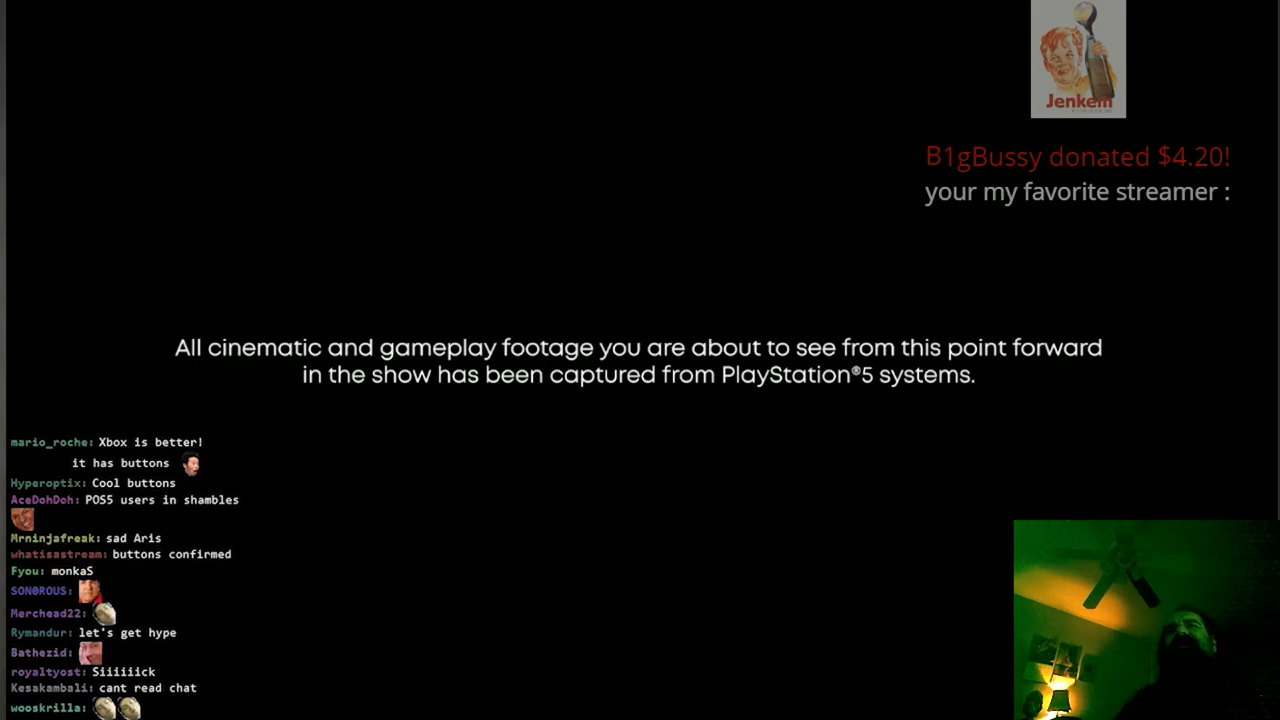 Jenkem
B1gBussy donated $4.20!
your my favorite streamer :
All cinematic and gameplay footage you are about to see from this point forward
in the show has been captured from PlayStation®5 systems.
mario_roche: Xbox is better!
it has buttons
Hyperoptix: Cool buttons
AceDohDoh: POS5 users in shambles
Mrninjafreak: sad Aris
whatisastream: buttons confirmed
Fyou: monkaS
SON0ROUS:
Merchead22:
Rymandur: let's get hype
Bathezid:
royaltyost: Siiiiiick
Kesakambali: cant read chat
wooskrilla: